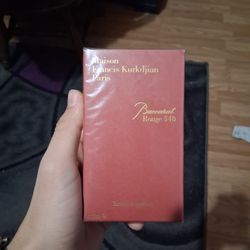 Maison
Francis Kurkdjian
Paris
Baccarat
Rouge 540